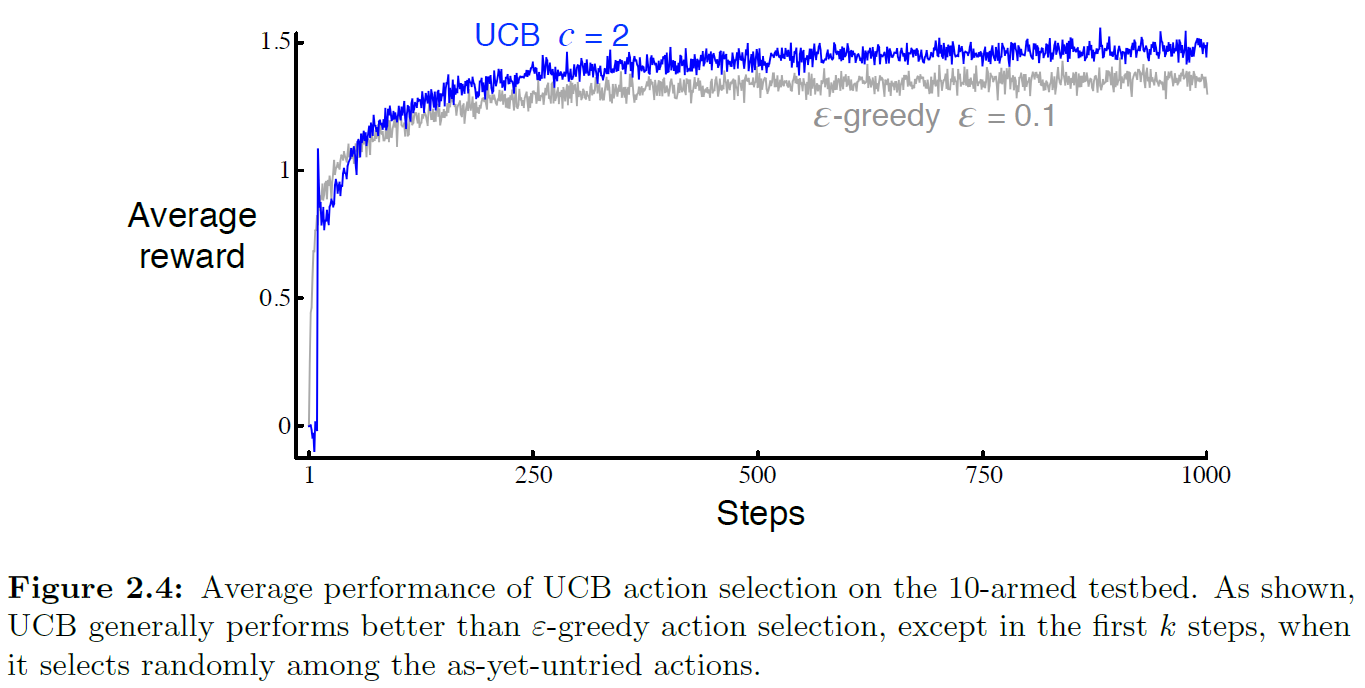 1.5
UCB c = 2
ε-greedy ε = 0.1
1
Average
reward
0.5
0
1 250 500 750 1000
Steps
Figure 2.4: Average performance of UCB action selection on the 10-armed testbed. As shown,
UCB generally performs better than ε-greedy action selection, except in the first k steps, when
it selects randomly among the as-yet-untried actions.